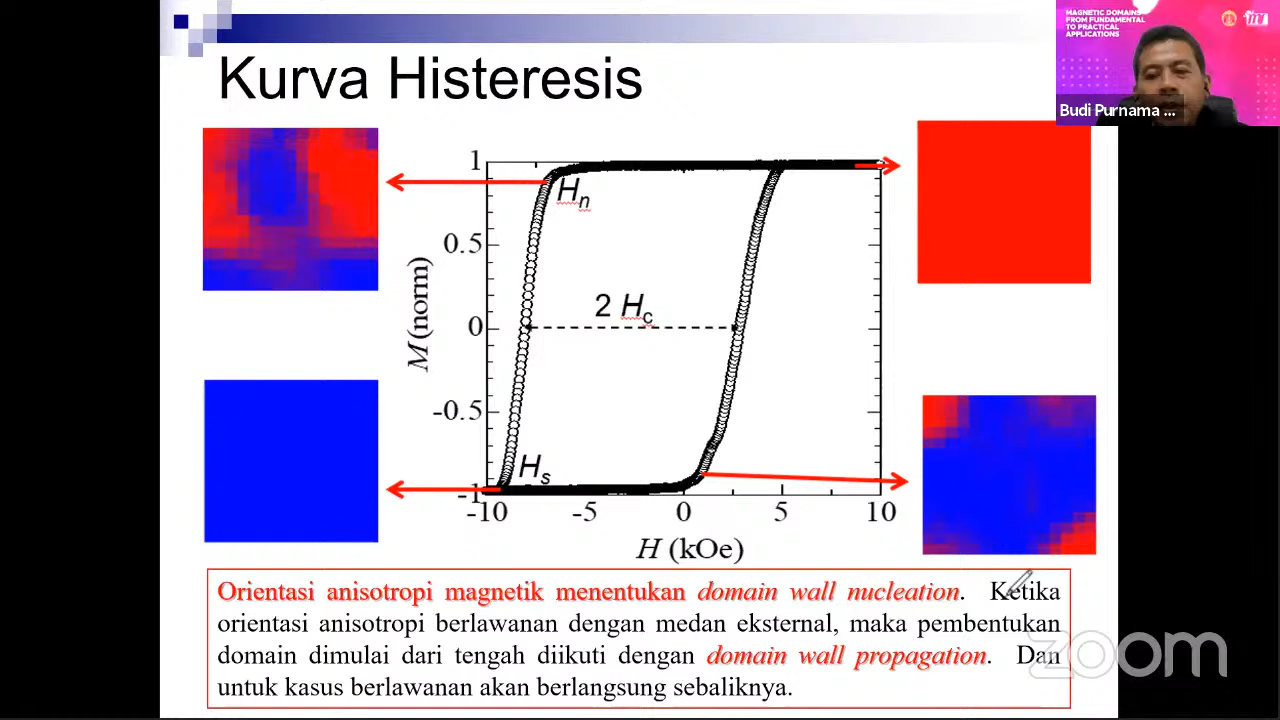 MAGNETIC DOMAINS
FROM FUNDAMENTAL
TO PRACTICAL
APPLICATIONS
Budi Purnama ...
Kurva Histeresis
1
0.5
0
-0.5
-1
M (norm)
Hn
2 Hc
Hs
-10
-5
0
5
10
H (kOe)
Orientasi anisotropi magnetik menentukan domain wall nucleation. Ketika
orientasi anisotropi berlawanan dengan medan eksternal, maka pembentukan
domain dimulai dari tengah diikuti dengan domain wall propagation. Dan
untuk kasus berlawanan akan berlangsung sebaliknya.
zoom